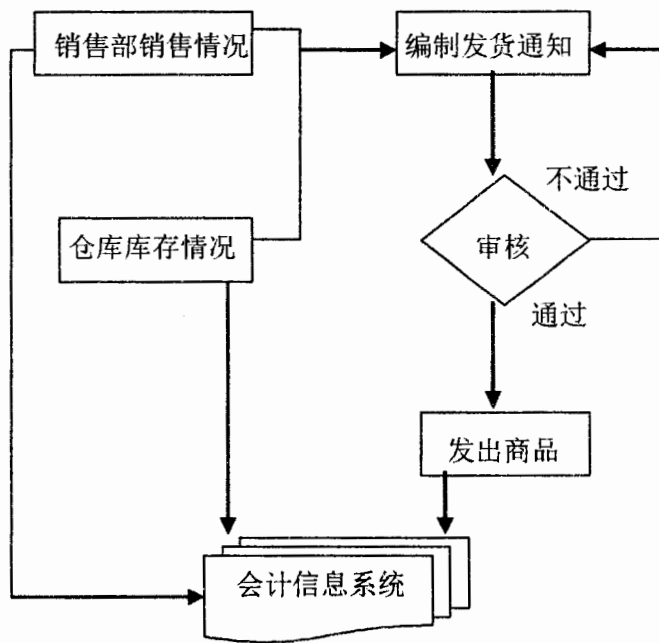 销售部销售情况
编制发货通知
不通过
仓库库存情况
审核
通过
发出商品
会计信息系统